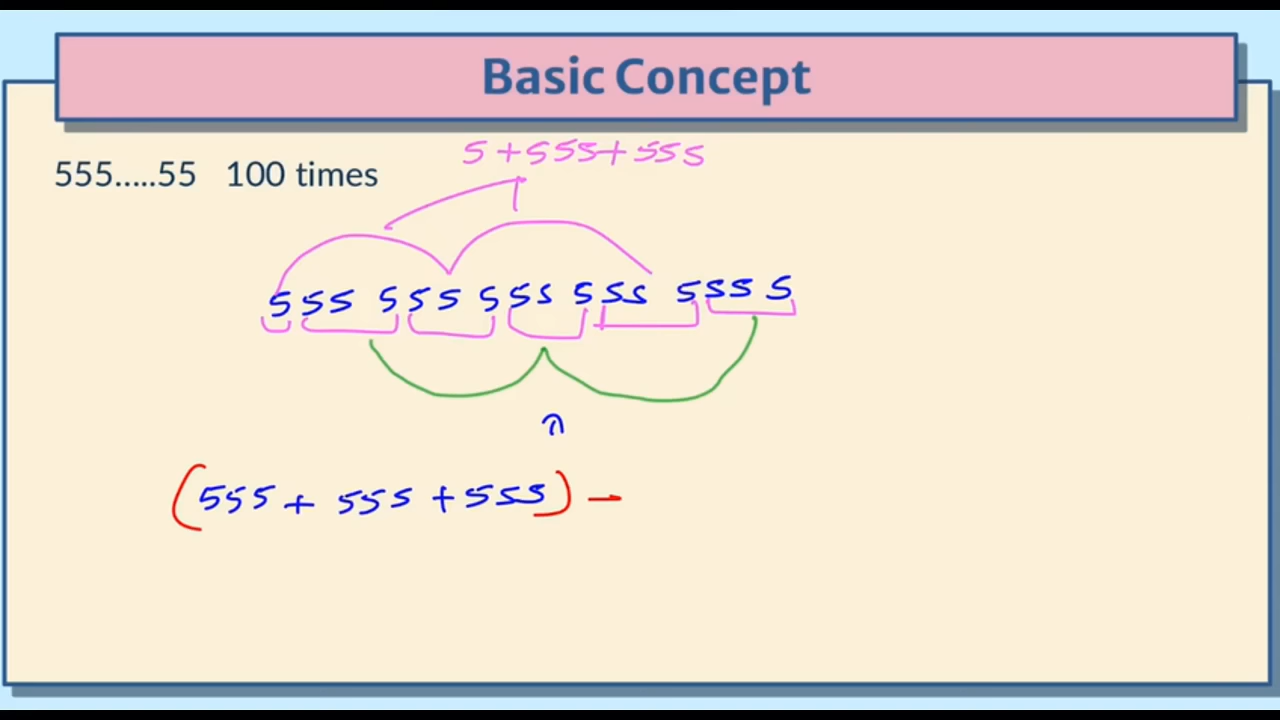 Basic Concept
5+555+555
555.....55 100 times
555 555 555 555 5555
n
(555 + 555 + 555) -